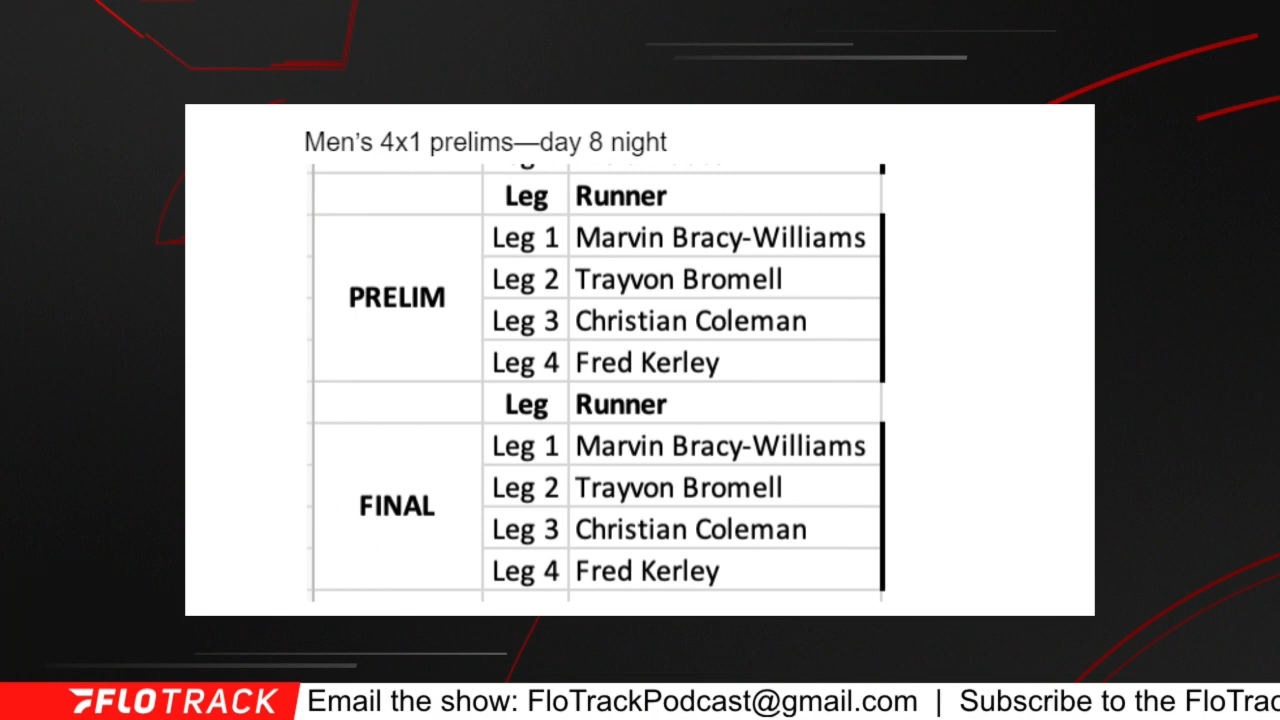 Men's 4x1 prelims—day 8 night
Leg Runner
PRELIM
Leg 1 Marvin Bracy-Williams
Leg 2 Trayvon Bromell
Leg 3 Christian Coleman
Leg 4 Fred Kerley
Leg Runner
FINAL
Leg 1 Marvin Bracy-Williams
Leg 2 Trayvon Bromell
Leg 3 Christian Coleman
Leg 4 Fred Kerley
FLOTRACK Email the show: FloTrackPodcast@gmail.com | Subscribe to the FloTrac